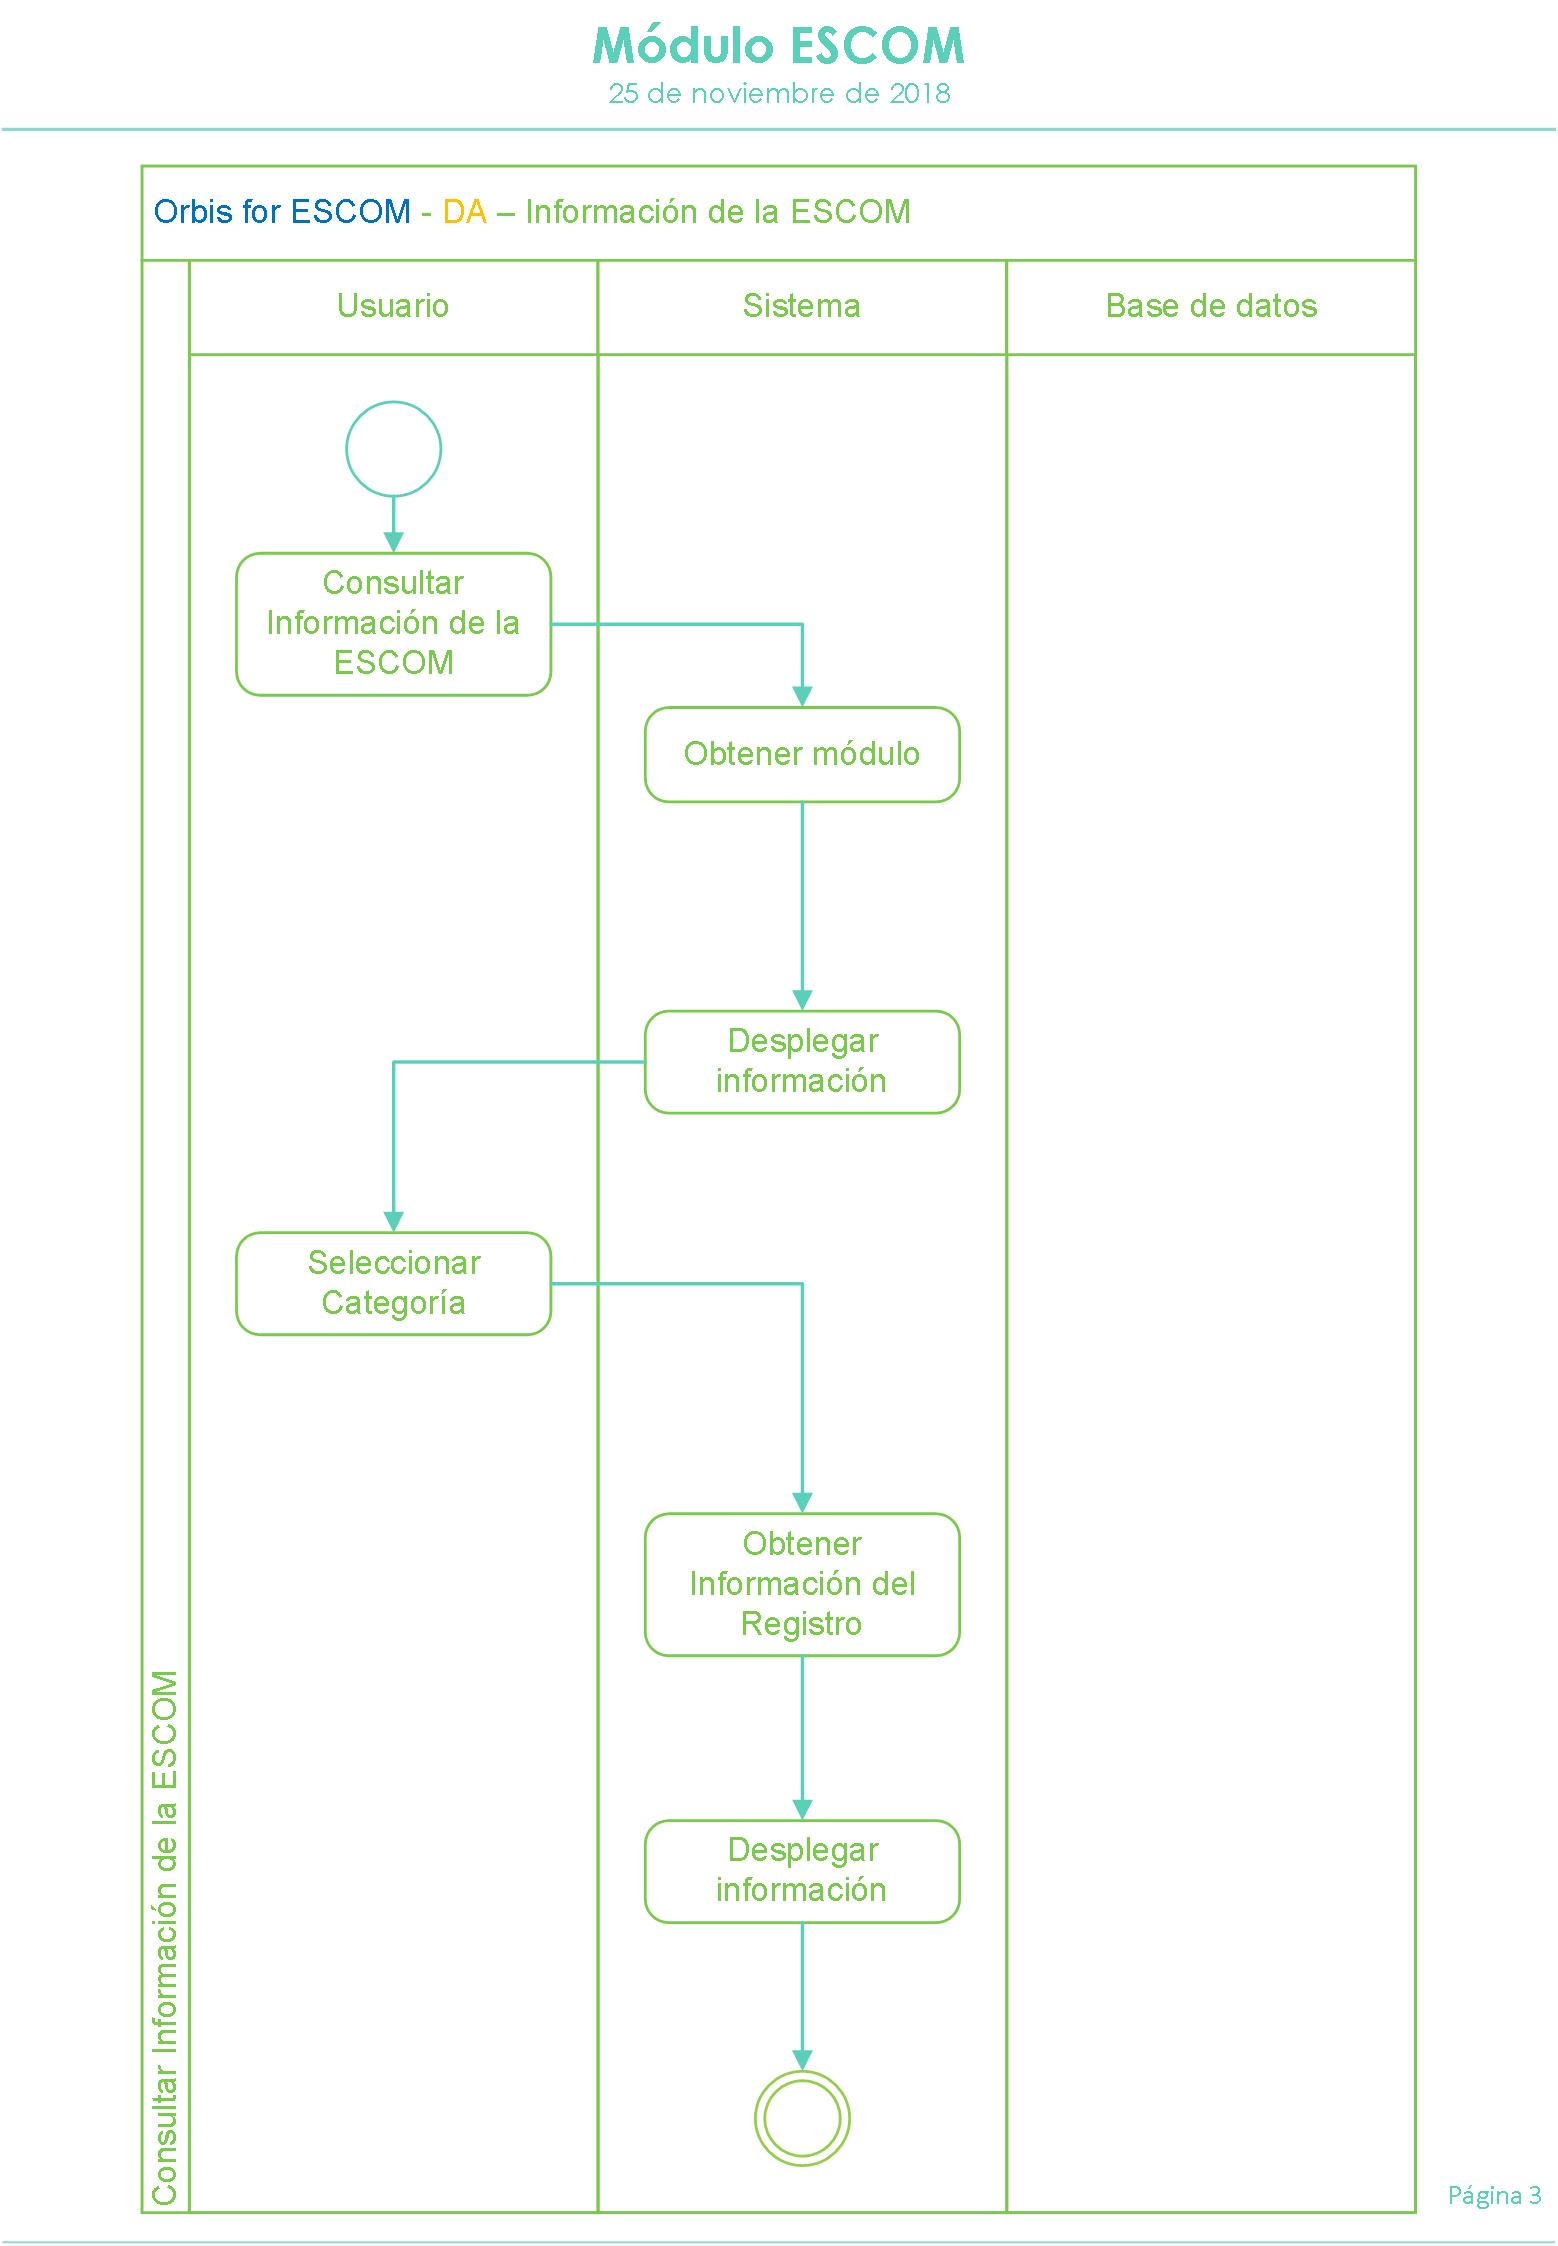 Módulo ESCOM
25 de noviembre de 2018
Orbis for ESCOM - DA – Información de la ESCOM
Usuario
Sistema
Base de datos
Consultar
Información de la
ESCOM
Obtener módulo
Desplegar
información
Seleccionar
Categoría
Obtener
Información del
Registro
Desplegar
información
Consultar Información de la ESCOM
Página 3